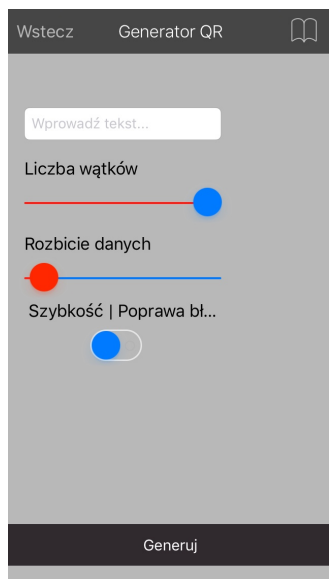 Wstecz Generator QR
Wprowadź tekst...
Liczba wątków
Rozbicie danych
Szybkość | Poprawa bł...
Generuj